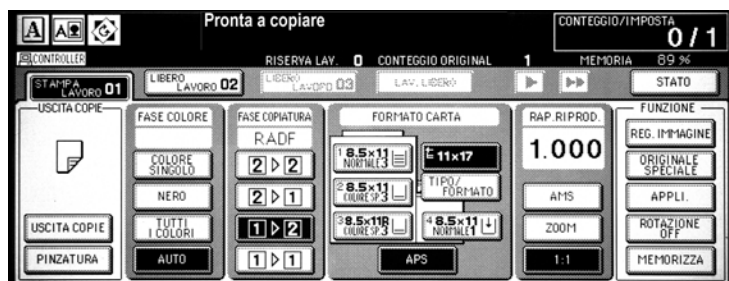 A A G
Pronta a copiare
CONTEGGIO/IMPOSTA
0/1
CONTROLLER
RISERVA LAV. 0 CONTEGGIO ORIGINAL 1 MEMORIA 89 %
STAMPA LAVORO 01
LIBERO LAVORO 02
LIBERO LAVORO 03
LAV. LIBERO
STATO
USCITA COPIE
USCITA COPIE
PINZATURA
FASE COLORE
COLORE SINGOLO
NERO
TUTTI I COLORI
AUTO
FASE COPIATURA
RADF
2 ▷ 2
2 ▷ 1
1 ▷ 2
1 ▷ 1
FORMATO CARTA
1 8.5×11 NORMALE 3
11×17
2 8.5×11 COLORE SP. 3
TIPO/FORMATO
3 8.5×11R COLORE SP. 3
4 8.5×11 NORMALE 1
APS
RAP.RIPROD.
1.000
AMS
ZOOM
1:1
FUNZIONE
REG. IMMAGINE
ORIGINALE SPECIALE
APPLI.
ROTAZIONE OFF
MEMORIZZA